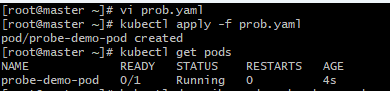 [root@master ~]# vi prob.yaml
[root@master ~]# kubectl apply -f prob.yaml
pod/probe-demo-pod created
[root@master ~]# kubectl get pods
NAME READY STATUS RESTARTS AGE
probe-demo-pod 0/1 Running 0 4s